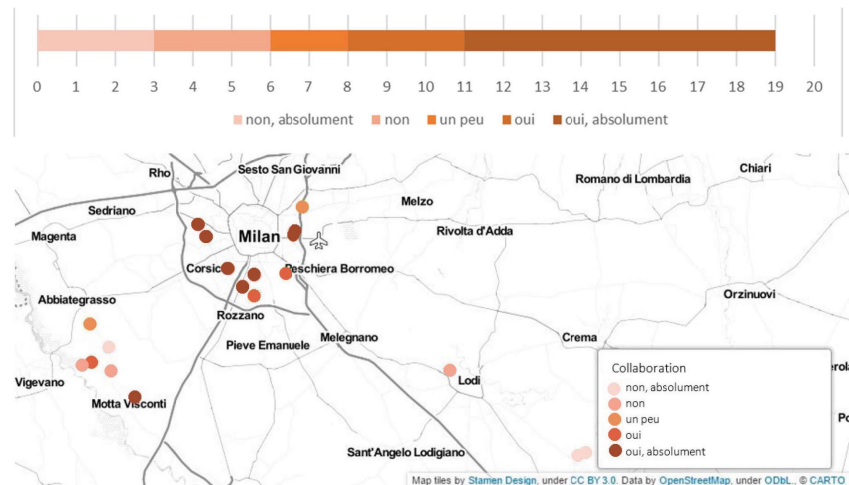 0 1 2 3 4 5 6 7 8 9 10 11 12 13 14 15 16 17 18 19 20
non, absolument non un peu oui oui, absolument
Rho
Sesto San Giovanni
Chiari
Romano di Lombardia
Sedriano
Melzo
Magenta
Milan
Rivolta d'Adda
Corsic
Peschiera Borromeo
Abbiategrasso
Orzinuovi
Rozzano
Pieve Emanuele
Melegnano
Crema
Vigevano
Lodi
Motta Visconti
Sant'Angelo Lodigiano
Collaboration
non, absolument
non
un peu
oui
oui, absolument
erola
Po
Map tiles by Stamen Design, under CC BY 3.0. Data by OpenStreetMap, under ODbL., © CARTO